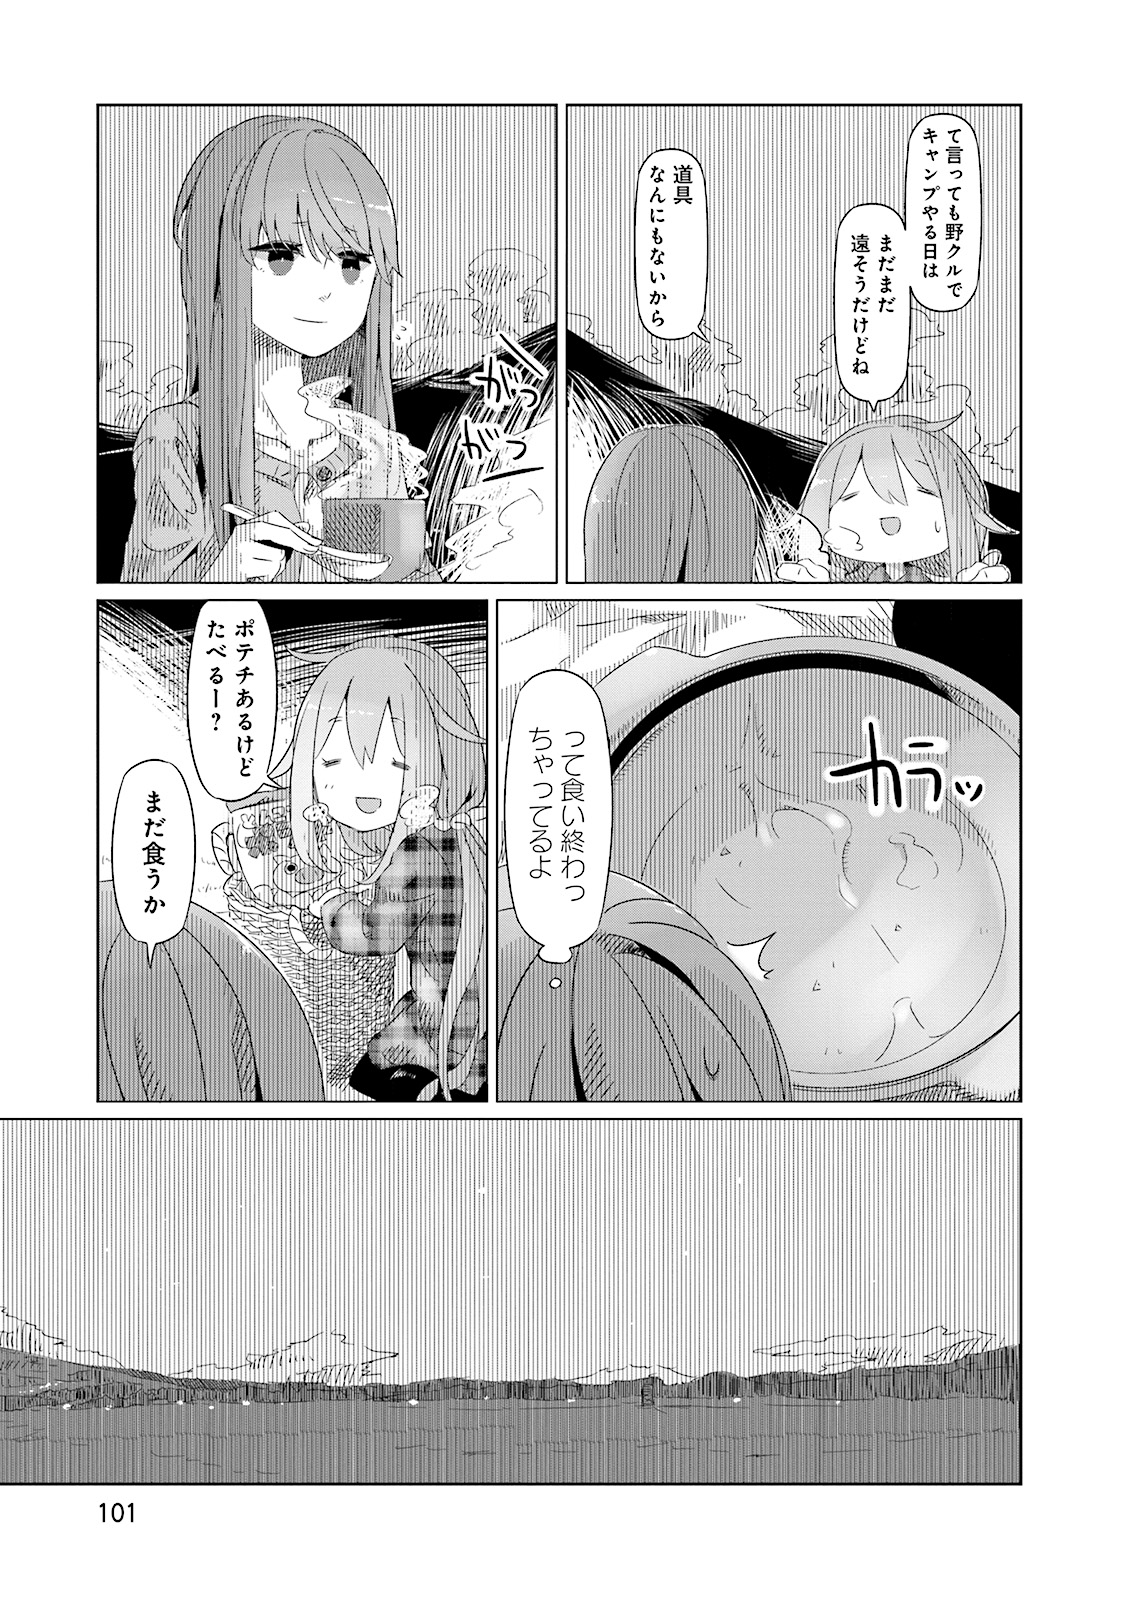 て言っても野クルで
キャンプやる日は
まだまだ
遠そうだけどね
道具
なんにもないから
がっ
がっ
カラッ
って食い終わっ
ちゃってるよ
ポテチあるけど
たべるー?
まだ食うか
101